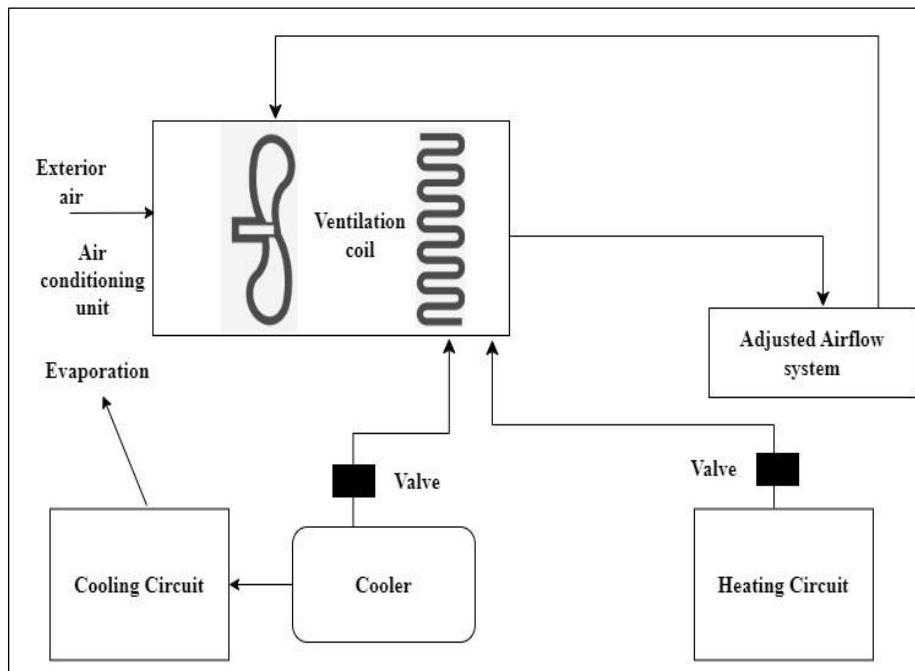 Exterior
air
Air
conditioning
unit
Ventilation
coil
Adjusted Airflow
system
Evaporation
Valve
Valve
Cooling Circuit
Cooler
Heating Circuit